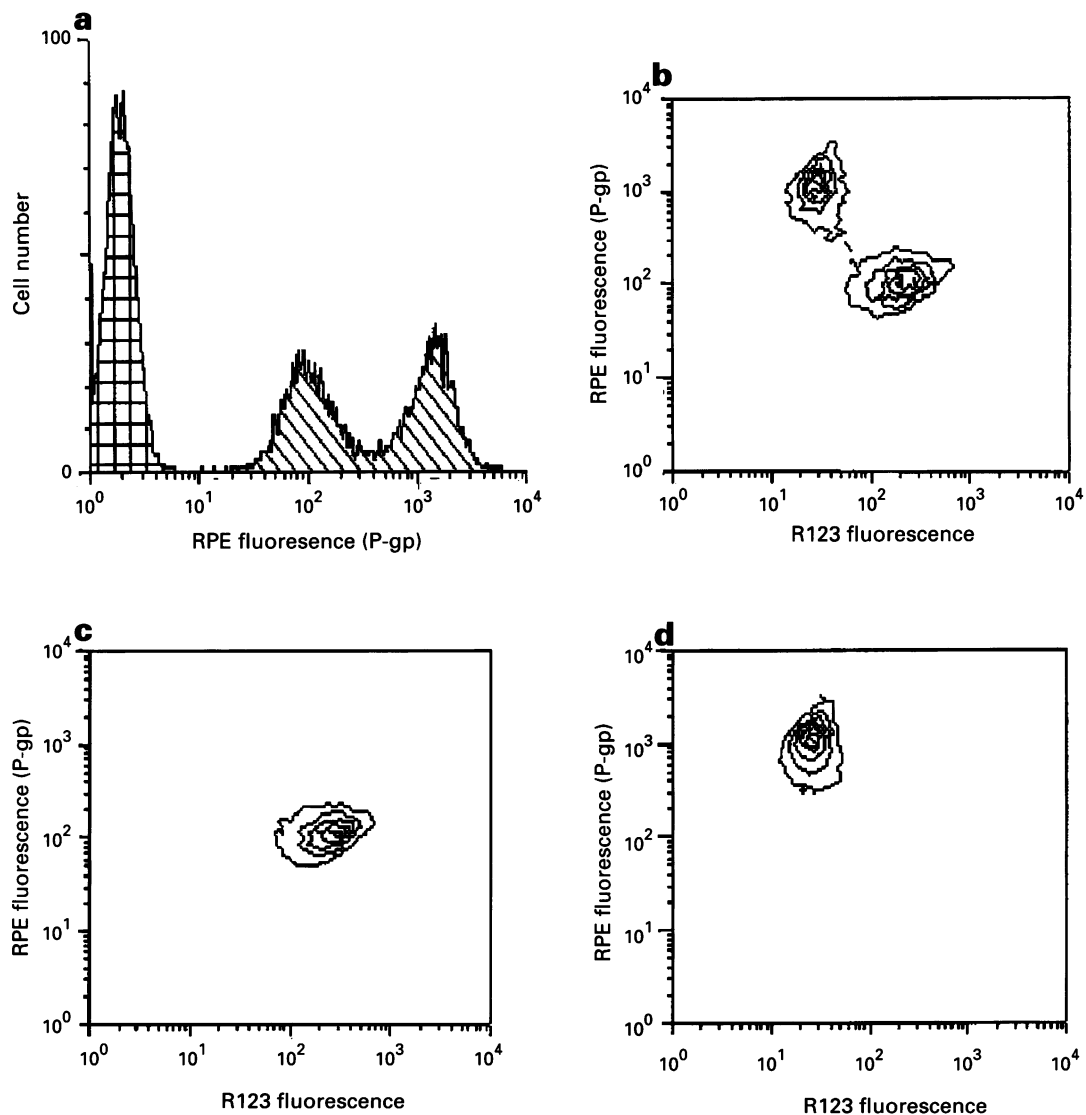 a
100
Cell number
0
10^0 10^1 10^2 10^3 10^4
RPE fluoresence (P-gp)
b
10^4
10^3
10^2
10^1
10^0
RPE fluorescence (P-gp)
10^0 10^1 10^2 10^3 10^4
R123 fluorescence
c
10^4
10^3
10^2
10^1
10^0
RPE fluorescence (P-gp)
10^0 10^1 10^2 10^3 10^4
R123 fluorescence
d
10^4
10^3
10^2
10^1
10^0
RPE fluorescence (P-gp)
10^0 10^1 10^2 10^3 10^4
R123 fluorescence